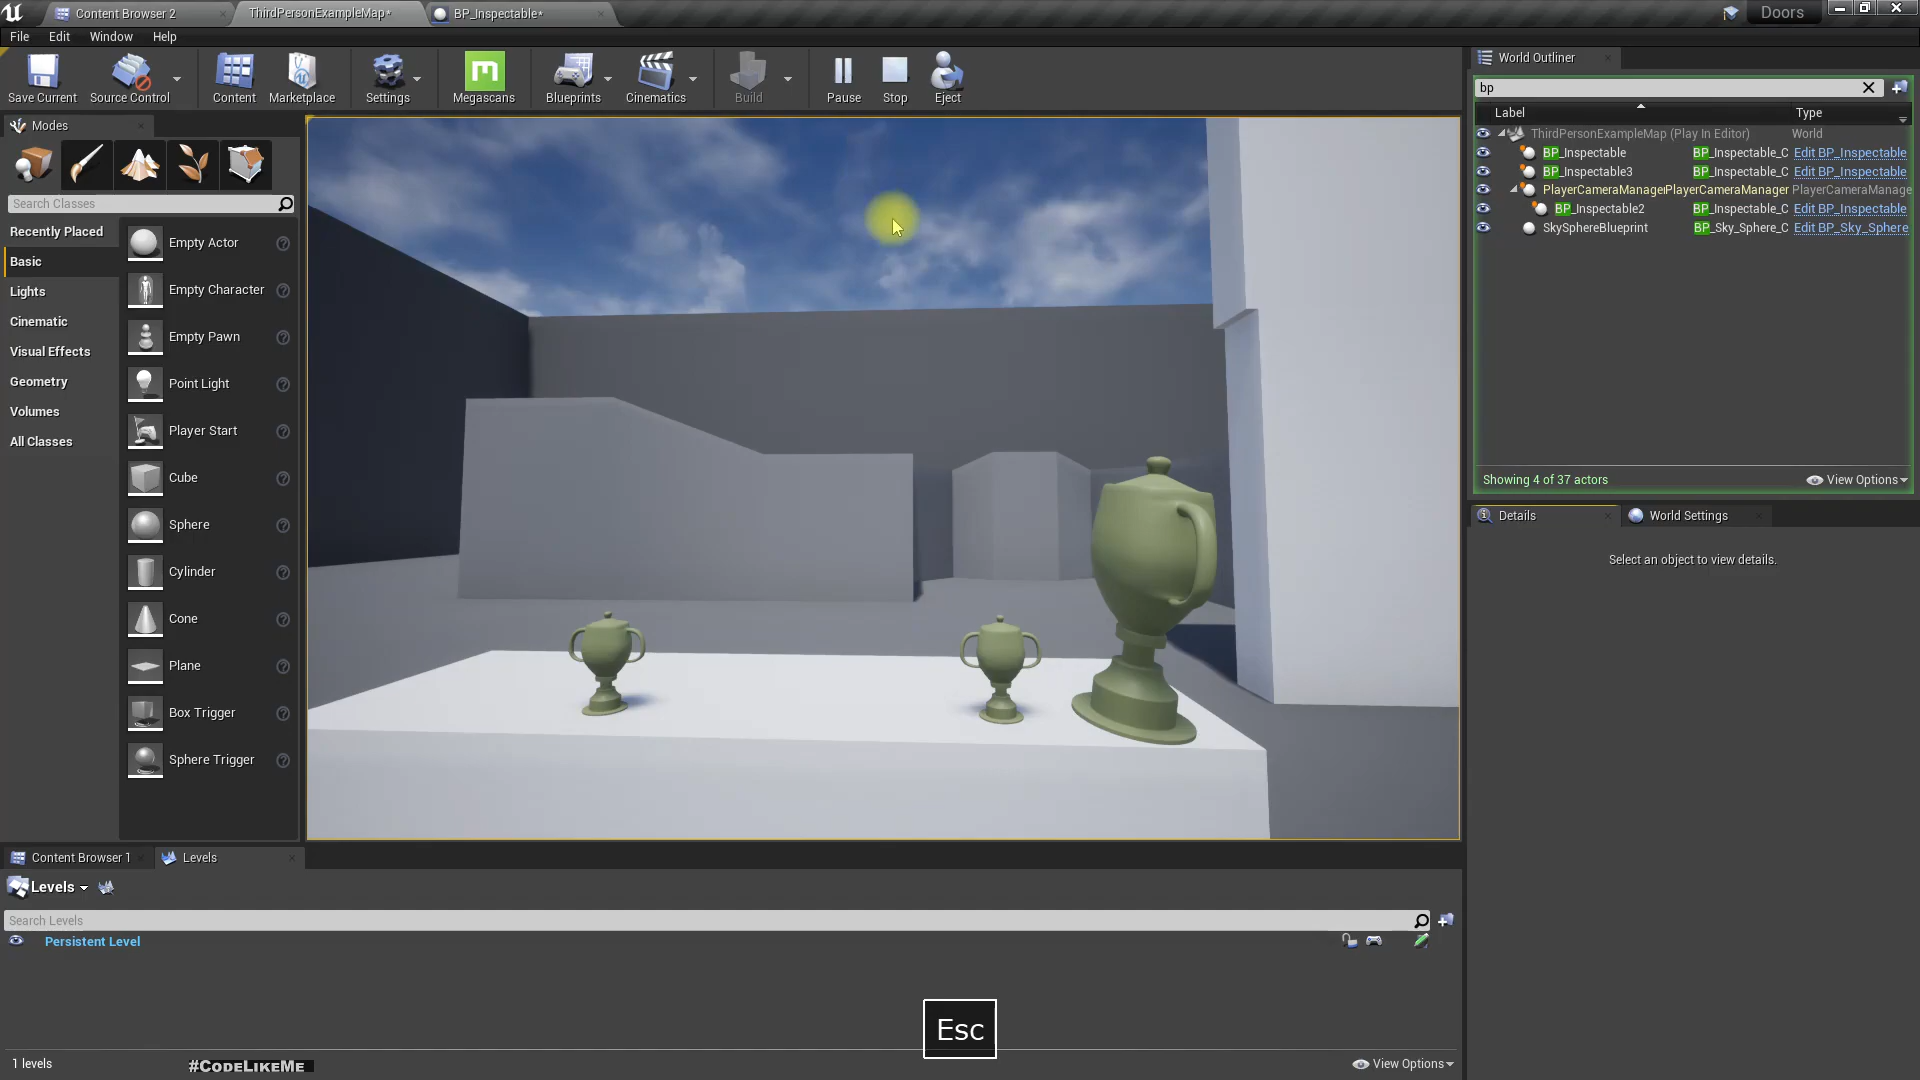 Content Browser 2
ThirdPersonExampleMap*
BP_Inspectable*
Doors
File
Edit
Window
Help
Save Current
Source Control
Content
Marketplace
Settings
Megascans
Blueprints
Cinematics
Build
Pause
Stop
Eject
World Outliner
bp
Label
Type
ThirdPersonExampleMap (Play In Editor)
World
BP_Inspectable
BP_Inspectable_C
Edit BP_Inspectable
BP_Inspectable3
BP_Inspectable_C
Edit BP_Inspectable
PlayerCameraManage
PlayerCameraManager
PlayerCameraManage
BP_Inspectable2
BP_Inspectable_C
Edit BP_Inspectable
SkySphereBlueprint
BP_Sky_Sphere_C
Edit BP_Sky_Sphere
Showing 4 of 37 actors
View Options
Details
World Settings
Select an object to view details.
Modes
Search Classes
Recently Placed
Basic
Lights
Cinematic
Visual Effects
Geometry
Volumes
All Classes
Empty Actor
Empty Character
Empty Pawn
Point Light
Player Start
Cube
Sphere
Cylinder
Cone
Plane
Box Trigger
Sphere Trigger
Content Browser 1
Levels
Levels
Search Levels
Persistent Level
Esc
1 levels
#CodeLikeMe
View Options